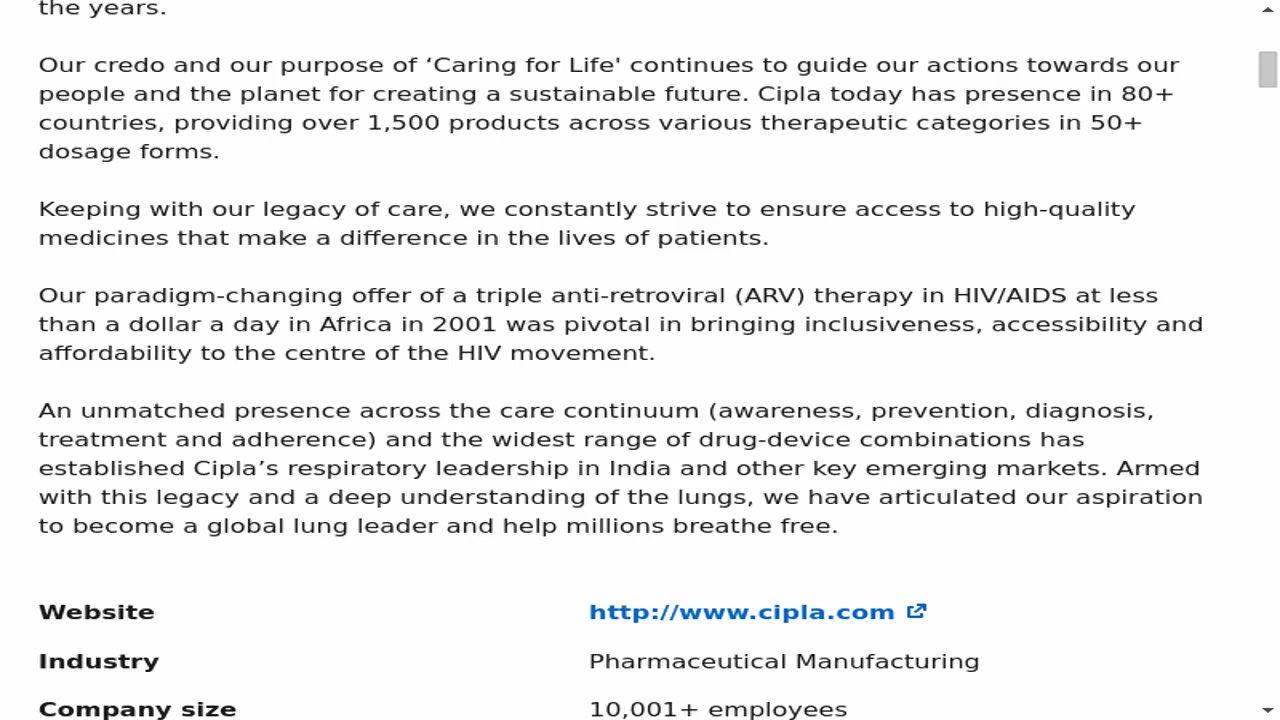 the years.
Our credo and our purpose of ‘Caring for Life' continues to guide our actions towards our
people and the planet for creating a sustainable future. Cipla today has presence in 80+
countries, providing over 1,500 products across various therapeutic categories in 50+
dosage forms.
Keeping with our legacy of care, we constantly strive to ensure access to high-quality
medicines that make a difference in the lives of patients.
Our paradigm-changing offer of a triple anti-retroviral (ARV) therapy in HIV/AIDS at less
than a dollar a day in Africa in 2001 was pivotal in bringing inclusiveness, accessibility and
affordability to the centre of the HIV movement.
An unmatched presence across the care continuum (awareness, prevention, diagnosis,
treatment and adherence) and the widest range of drug-device combinations has
established Cipla’s respiratory leadership in India and other key emerging markets. Armed
with this legacy and a deep understanding of the lungs, we have articulated our aspiration
to become a global lung leader and help millions breathe free.
Website http://www.cipla.com
Industry Pharmaceutical Manufacturing
Company size 10,001+ employees